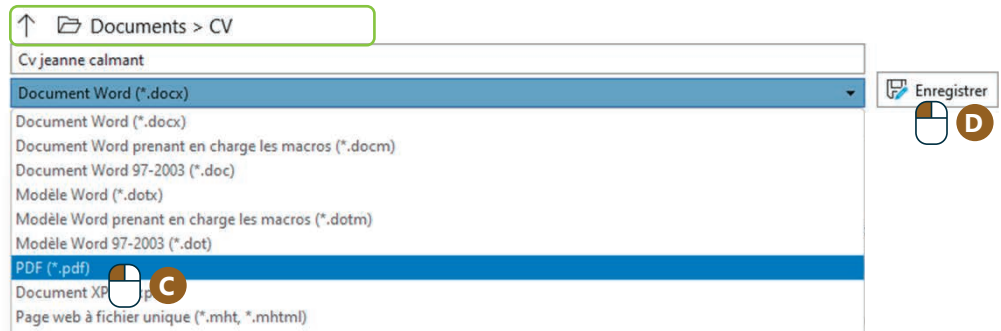 ↑ Documents > CV
Cv jeanne calmant
Document Word (*.docx)
Enregistrer
D
Document Word (*.docx)
Document Word prenant en charge les macros (*.docm)
Document Word 97-2003 (*.doc)
Modèle Word (*.dotx)
Modèle Word prenant en charge les macros (*.dotm)
Modèle Word 97-2003 (*.dot)
PDF (*.pdf)
C
Document XP
Page web à fichier unique (*.mht, *.mhtml)